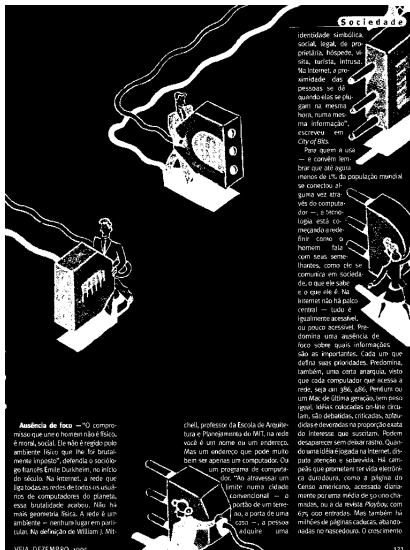 Sociedade
Ausência de foco — "O compro-
misso que une o homem não é físico,
é moral, social. Ele não é regido pelo
ambiente físico que lhe foi brutal-
mente imposto", defendia o sociólo-
go francês Emile Durkheim, no início
do século. Na Internet, a rede que
liga todas as redes de todos os usuá-
rios de computadores do planeta,
essa brutalidade acabou. Não há
mais geometria física. A rede é um
ambiente — nenhum lugar em parti-
cular. Na definição de William J. Mit-
chell, professor da Escola de Arquite-
tura e Planejamento do MIT, na rede
você é um nome ou um endereço.
Mas um endereço que pode muito
bem ser apenas um computador. Ou
um programa de computa-
dor. "Ao atravessar um
limite numa cidade
convencional — o
portão de um terre-
no, a porta de uma
casa —, a pessoa
adquire uma
identidade simbólica,
social, legal, de pro-
prietária, hóspede, vi-
sita, turista, intrusa.
Na Internet, a pro-
ximidade das
pessoas se dá
quando elas se plu-
gam na mesma
hora, numa mes-
ma informação",
escreveu em
City of Bits.
Para quem a usa
— e convém lem-
brar que até agora
menos de 1% da população mundial
se conectou al-
guma vez atra-
vés do computa-
dor —, a tecno-
logia está co-
meçando a rede-
finir como o
homem fala
com seus seme-
lhantes, como ele se
comunica em socieda-
de, o que ele sabe
e o que ele é. Na
Internet não há palco
central — tudo é
igualmente acessível,
ou pouco acessível. Pre-
domina uma ausência de
foco sobre quais informações
são as importantes. Cada um que
defina suas prioridades. Predomina,
também, uma certa anarquia, visto
que cada computador que acessa a
rede, seja um 386, 486, Pentium ou
um Mac de última geração, tem peso
igual. Idéias colocadas on-line circu-
lam, são debatidas, criticadas, aplau-
didas e devoradas na proporção exata
do interesse que suscitam. Podem
desaparecer sem deixar rastro. Quan-
do uma idéia é jogada na Internet, dis-
puta atenção e sobrevida. Há cam-
peãs que prometem ter vida eletrôni-
ca duradoura, como a página do
Censo americano, acessada diaria-
mente por uma média de 50 000 cha-
madas, ou a da revista Playboy, com
675 000 entradas. Mas também há
milhões de páginas caducas, abando-
nadas no anonimato. O crescimento
VEJA DEZEMBRO, 1995